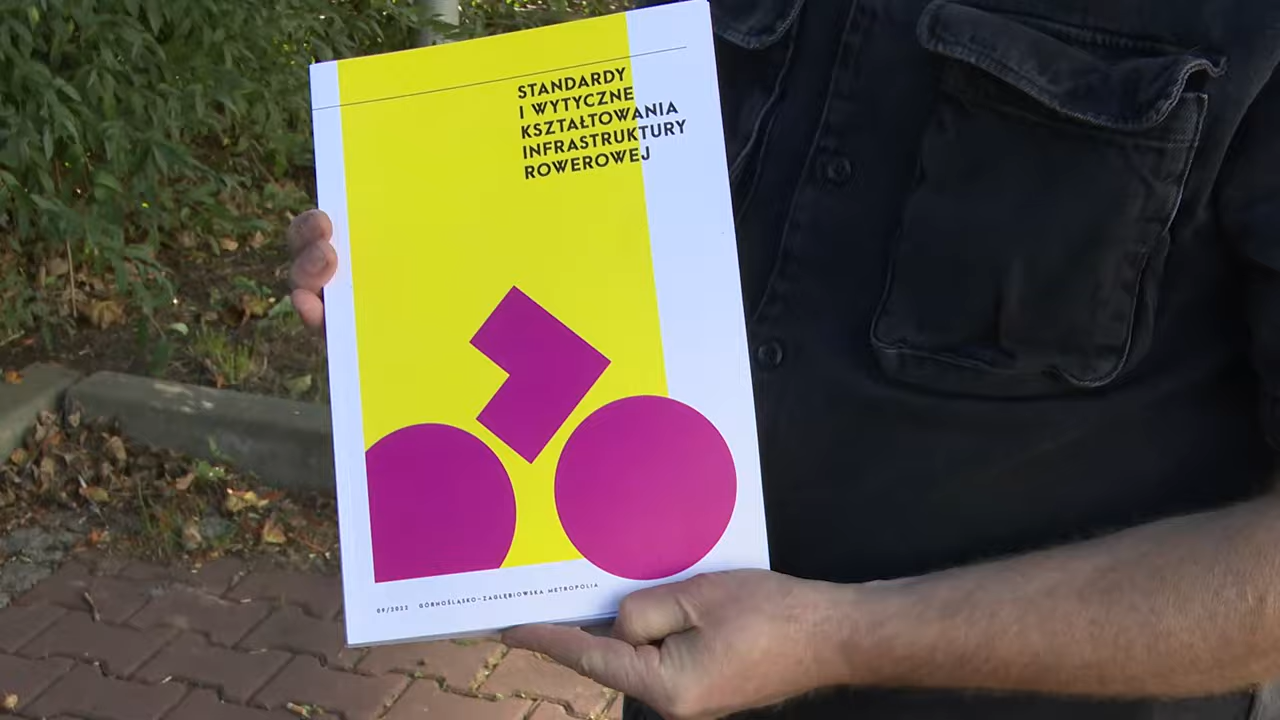 STANDARDY
I WYTYCZNE
KSZTAŁTOWANIA
INFRASTRUKTURY
ROWEROWEJ
09/2022 GÓRNOŚLĄSKO-ZAGŁĘBIOWSKA METROPOLIA